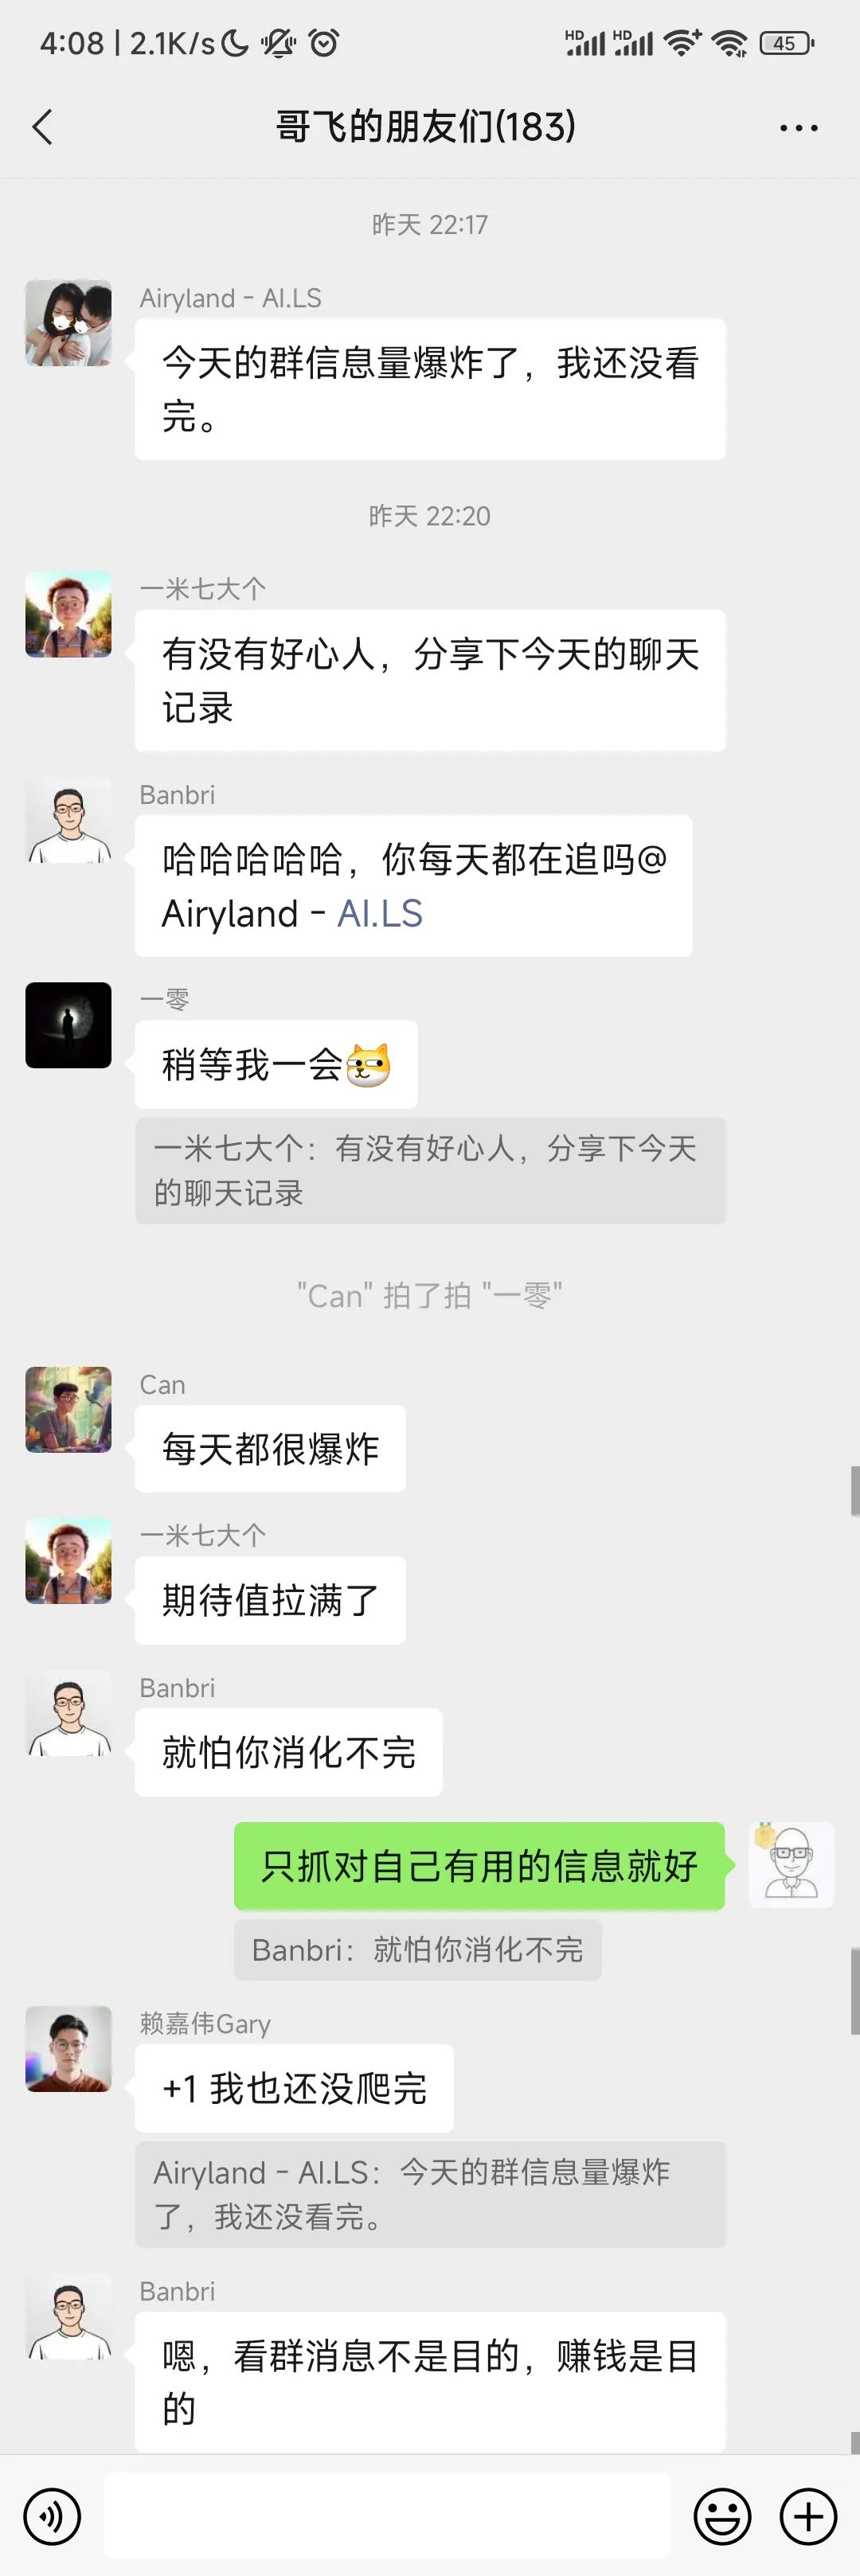 4:08 | 2.1K/s
HD HD 45
哥飞的朋友们(183)
昨天 22:17
Airyland - AI.LS
今天的群信息量爆炸了，我还没看
完。
昨天 22:20
一米七大个
有没有好心人，分享下今天的聊天
记录
Banbri
哈哈哈哈哈，你每天都在追吗@
Airyland - AI.LS
一零
稍等我一会
一米七大个：有没有好心人，分享下今天
的聊天记录
"Can" 拍了拍 "一零"
Can
每天都很爆炸
一米七大个
期待值拉满了
Banbri
就怕你消化不完
只抓对自己有用的信息就好
Banbri：就怕你消化不完
赖嘉伟Gary
+1 我也还没爬完
Airyland - AI.LS：今天的群信息量爆炸
了，我还没看完。
Banbri
嗯，看群消息不是目的，赚钱是目
的